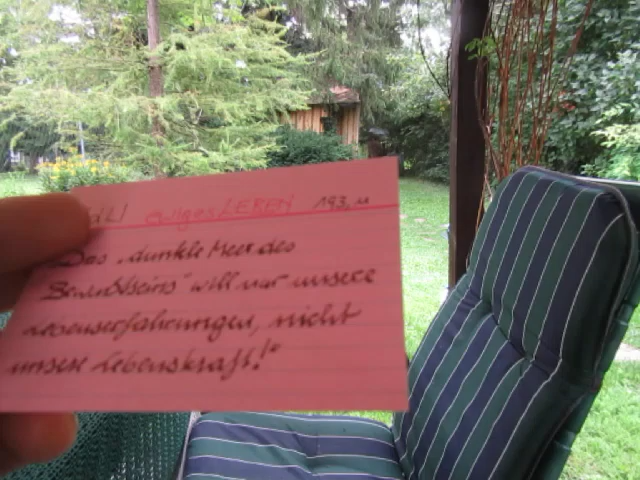 ewiges LEBEN 193, M
Das „dunkle Meer des
Bewußtseins" will nur unsere
Lebenserfahrungen, nicht
unsere Lebenskraft!"